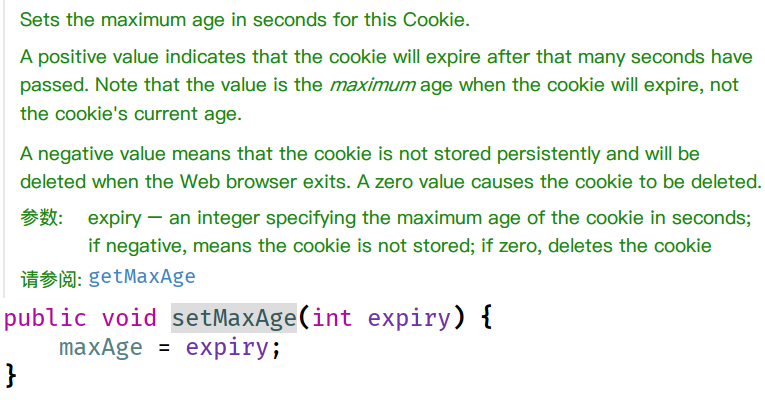 Sets the maximum age in seconds for this Cookie.
A positive value indicates that the cookie will expire after that many seconds have
passed. Note that the value is the maximum age when the cookie will expire, not
the cookie's current age.
A negative value means that the cookie is not stored persistently and will be
deleted when the Web browser exits. A zero value causes the cookie to be deleted.
参数: expiry – an integer specifying the maximum age of the cookie in seconds;
if negative, means the cookie is not stored; if zero, deletes the cookie
请参阅: getMaxAge
public void setMaxAge(int expiry) {
    maxAge = expiry;
}